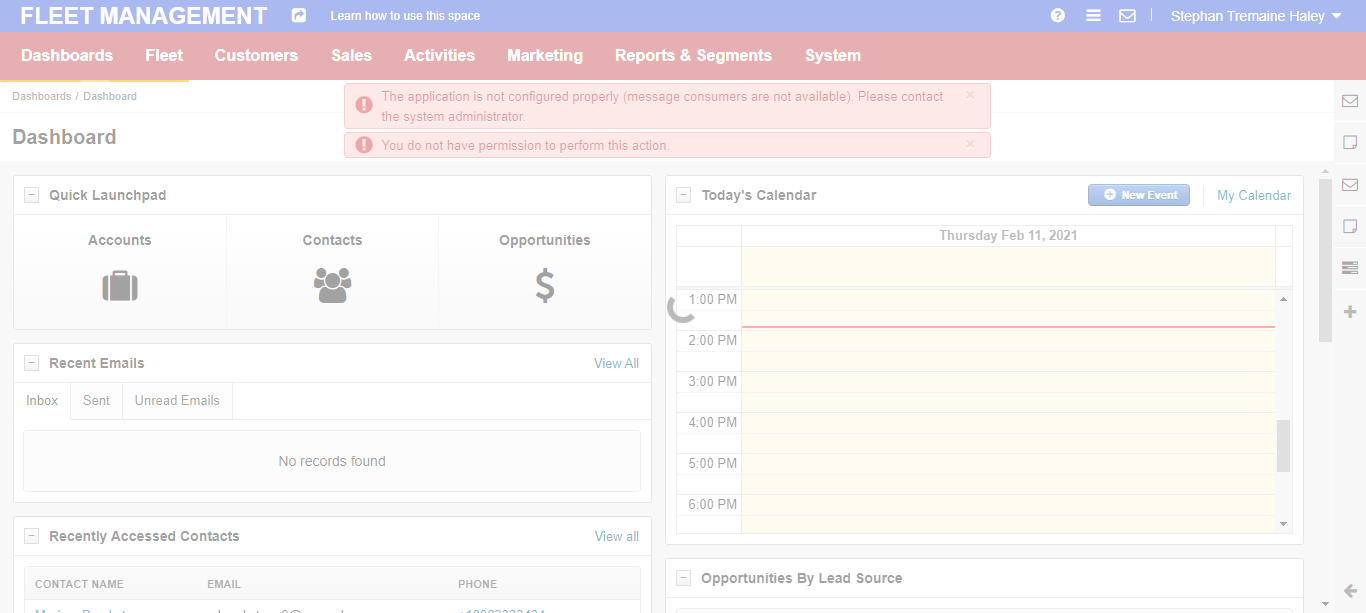 FLEET MANAGEMENT
Learn how to use this space
Stephan Tremaine Haley
Dashboards Fleet Customers Sales Activities Marketing Reports & Segments System
Dashboards / Dashboard
The application is not configured properly (message consumers are not available). Please contact
the system administrator.
You do not have permission to perform this action.
Dashboard
Quick Launchpad
Accounts Contacts Opportunities
Recent Emails View All
Inbox Sent Unread Emails
No records found
Recently Accessed Contacts View all
CONTACT NAME EMAIL PHONE
Today's Calendar New Event My Calendar
Thursday Feb 11, 2021
1:00 PM
2:00 PM
3:00 PM
4:00 PM
5:00 PM
6:00 PM
Opportunities By Lead Source